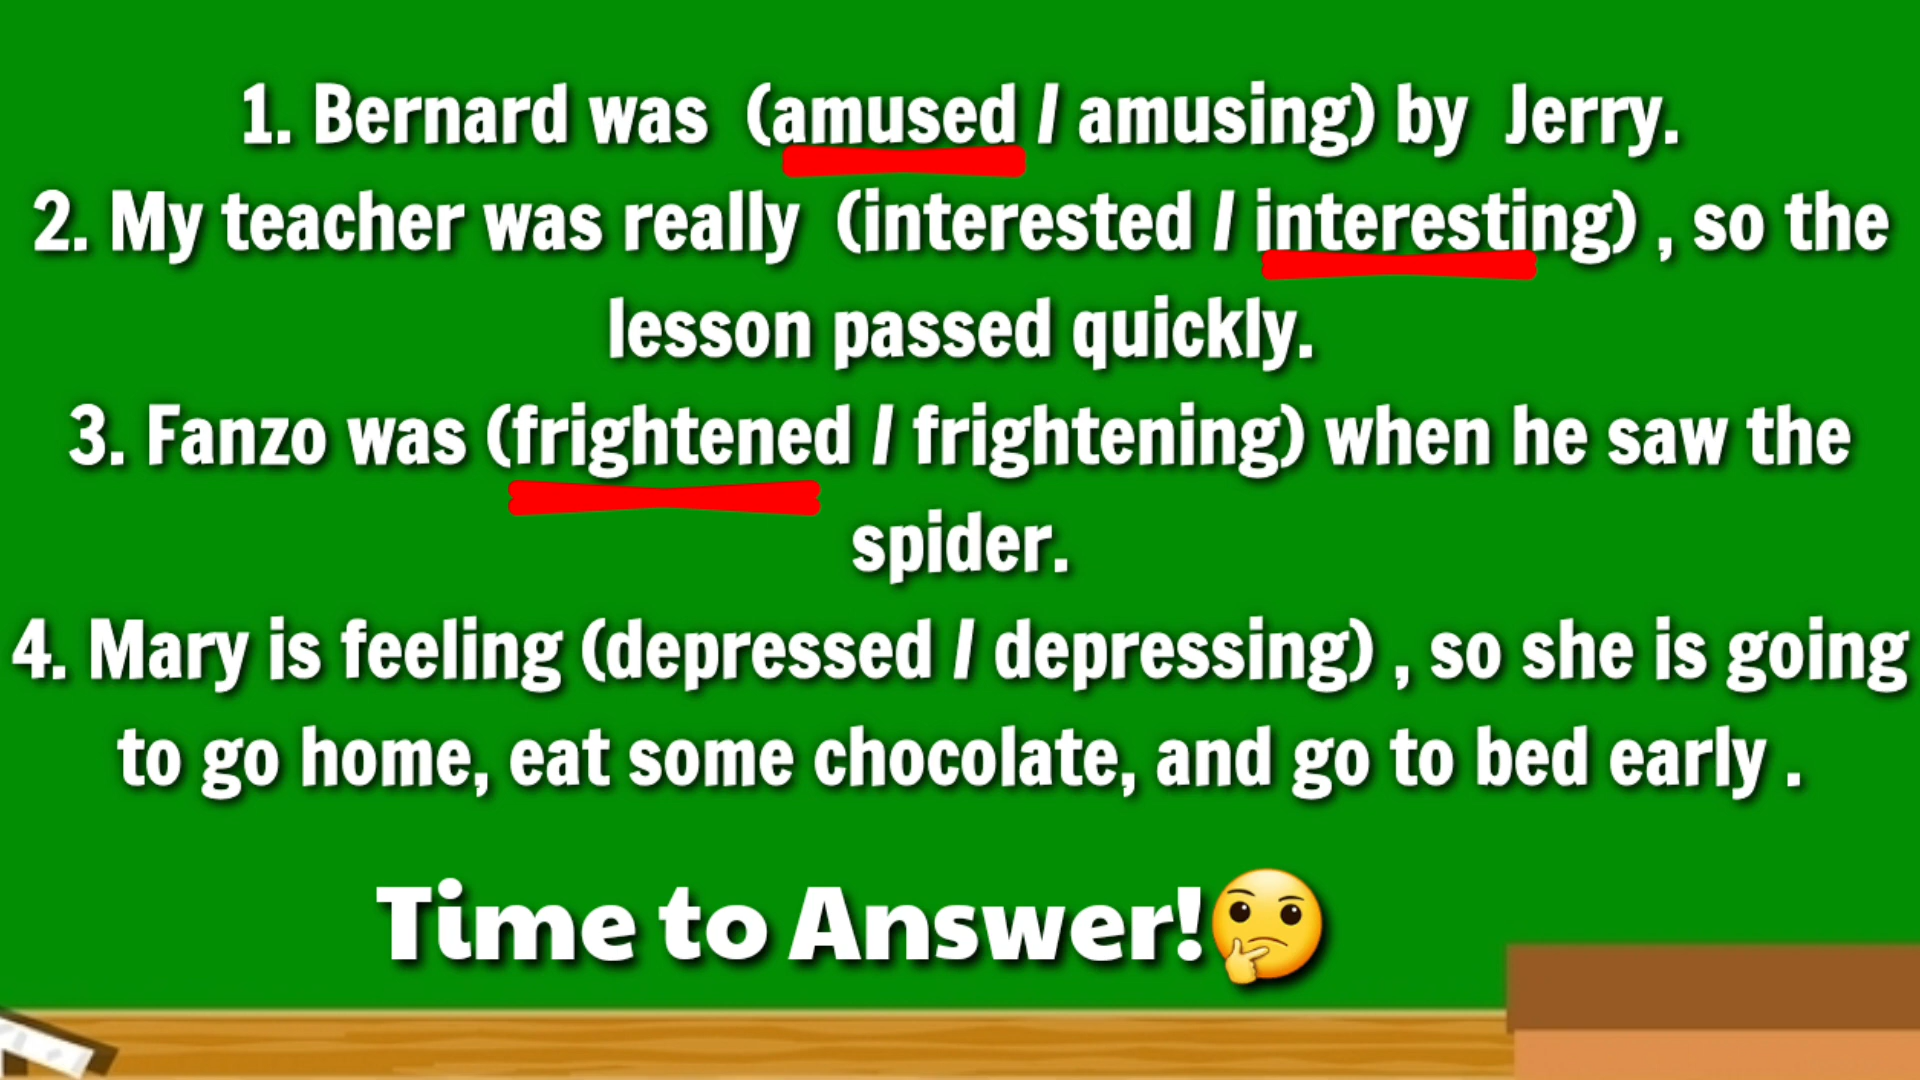 1. Bernard was (amused / amusing) by Jerry.
2. My teacher was really (interested / interesting) , so the
lesson passed quickly.
3. Fanzo was (frightened / frightening) when he saw the
spider.
4. Mary is feeling (depressed / depressing) , so she is going
to go home, eat some chocolate, and go to bed early .
Time to Answer!🤔